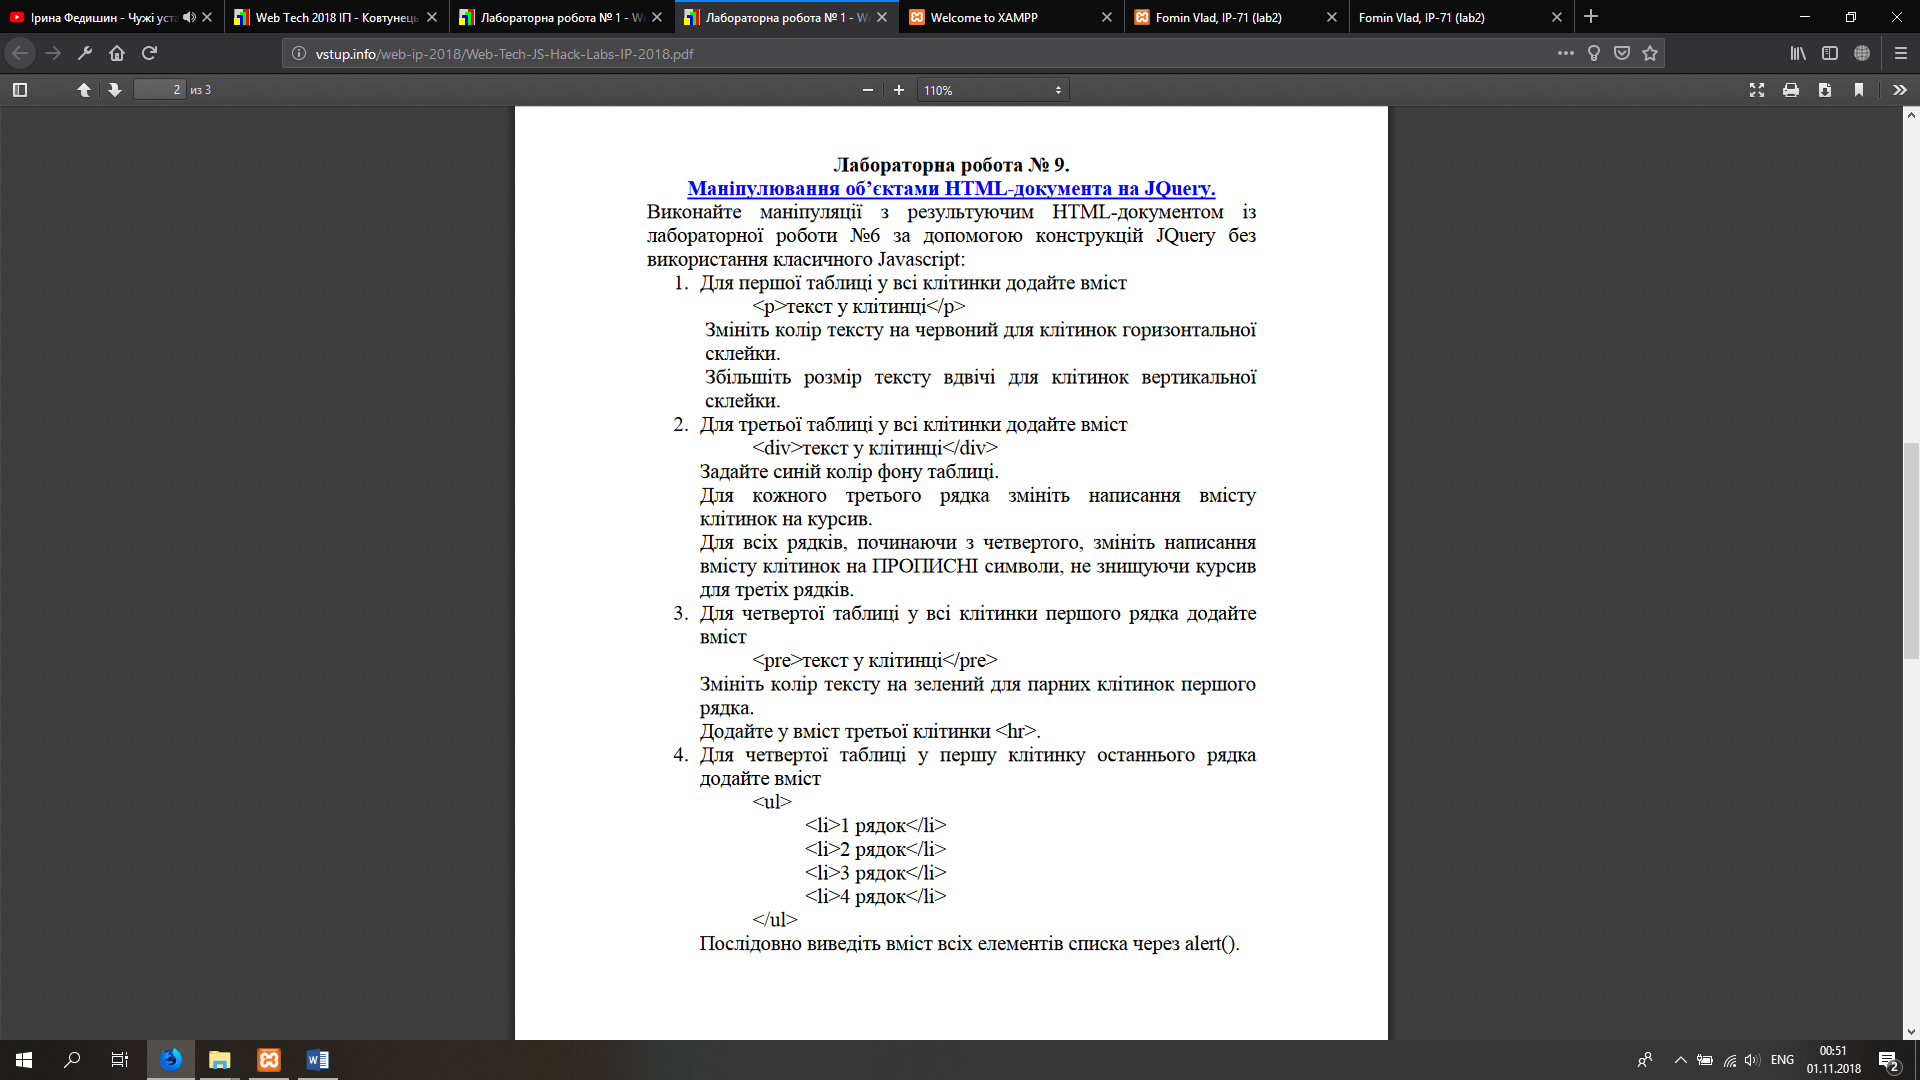 Ірина Федишин - Чужі уста
Web Tech 2018 ІП - Ковтунець
Лабораторна робота № 1 - We
Лабораторна робота № 1 - We
Welcome to XAMPP
Fomin Vlad, IP-71 (lab2)
Fomin Vlad, IP-71 (lab2)
vstup.info/web-ip-2018/Web-Tech-JS-Hack-Labs-IP-2018.pdf
2 из 3
110%
Лабораторна робота № 9.
Маніпулювання об’єктами HTML-документа на JQuery.
Виконайте маніпуляції з результуючим HTML-документом із
лабораторної роботи №6 за допомогою конструкцій JQuery без
використання класичного Javascript:
1. Для першої таблиці у всі клітинки додайте вміст
<p>текст у клітинці</p>
Змініть колір тексту на червоний для клітинок горизонтальної
склейки.
Збільшіть розмір тексту вдвічі для клітинок вертикальної
склейки.
2. Для третьої таблиці у всі клітинки додайте вміст
<div>текст у клітинці</div>
Задайте синій колір фону таблиці.
Для кожного третього рядка змініть написання вмісту
клітинок на курсив.
Для всіх рядків, починаючи з четвертого, змініть написання
вмісту клітинок на ПРОПИСНІ символи, не знищуючи курсив
для третіх рядків.
3. Для четвертої таблиці у всі клітинки першого рядка додайте
вміст
<pre>текст у клітинці</pre>
Змініть колір тексту на зелений для парних клітинок першого
рядка.
Додайте у вміст третьої клітинки <hr>.
4. Для четвертої таблиці у першу клітинку останнього рядка
додайте вміст
<ul>
<li>1 рядок</li>
<li>2 рядок</li>
<li>3 рядок</li>
<li>4 рядок</li>
</ul>
Послідовно виведіть вміст всіх елементів списка через alert().
ENG
00:51
01.11.2018
2